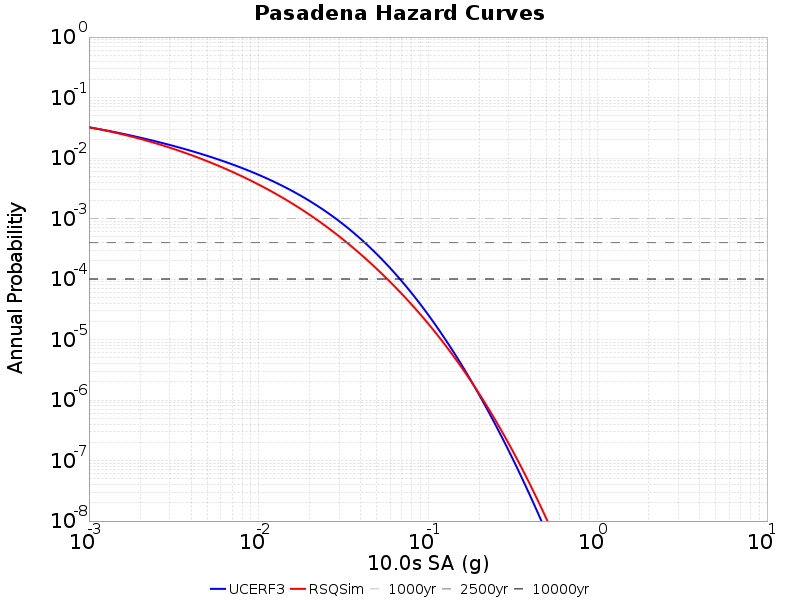 Pasadena Hazard Curves
10^0
10^-1
10^-2
10^-3
10^-4
10^-5
10^-6
10^-7
10^-8
Annual Probabilitiy
10^-3 10^-2 10^-1 10^0 10^1
10.0s SA (g)
UCERF3 RSQSim 1000yr 2500yr 10000yr